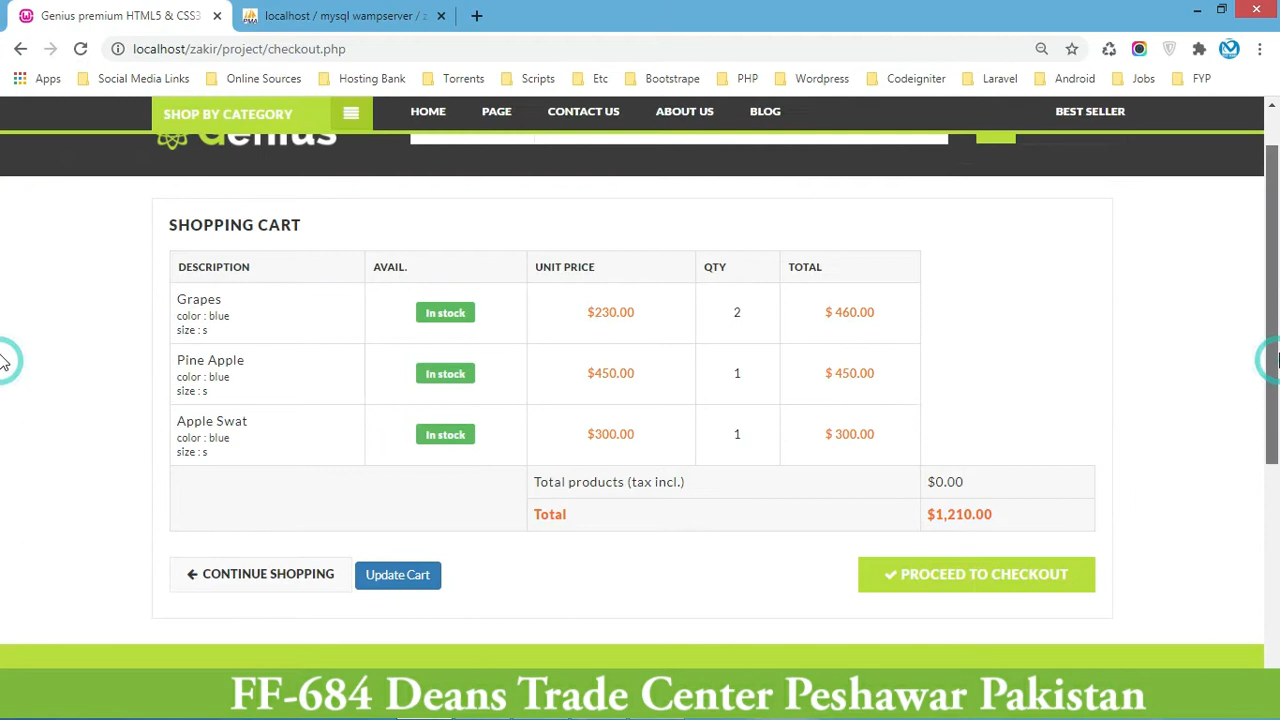 Genius premium HTML5 & CSS3
localhost / mysql wampserver / z
localhost/zakir/project/checkout.php
Apps Social Media Links Online Sources Hosting Bank Torrents Scripts Etc Bootstrape PHP Wordpress Codeigniter Laravel Android Jobs FYP
SHOP BY CATEGORY HOME PAGE CONTACT US ABOUT US BLOG BEST SELLER
Genius
SHOPPING CART
DESCRIPTION AVAIL. UNIT PRICE QTY TOTAL
Grapes
color : blue
size : s
In stock $230.00 2 $ 460.00
Pine Apple
color : blue
size : s
In stock $450.00 1 $ 450.00
Apple Swat
color : blue
size : s
In stock $300.00 1 $ 300.00
Total products (tax incl.) $0.00
Total $1,210.00
CONTINUE SHOPPING Update Cart PROCEED TO CHECKOUT
FF-684 Deans Trade Center Peshawar Pakistan